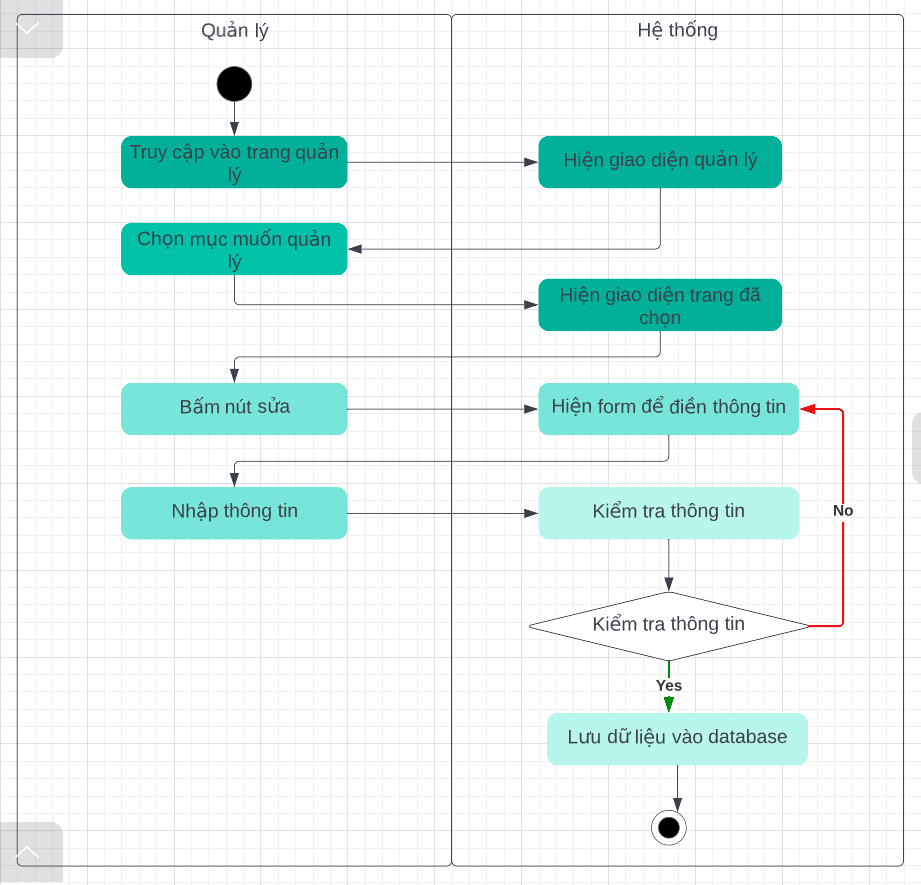 Quản lý
Hệ thống
Truy cập vào trang quản
lý
Hiện giao diện quản lý
Chọn mục muốn quản
lý
Hiện giao diện trang đã
chọn
Bấm nút sửa
Hiện form để điền thông tin
Nhập thông tin
Kiểm tra thông tin
No
Kiểm tra thông tin
Yes
Lưu dữ liệu vào database